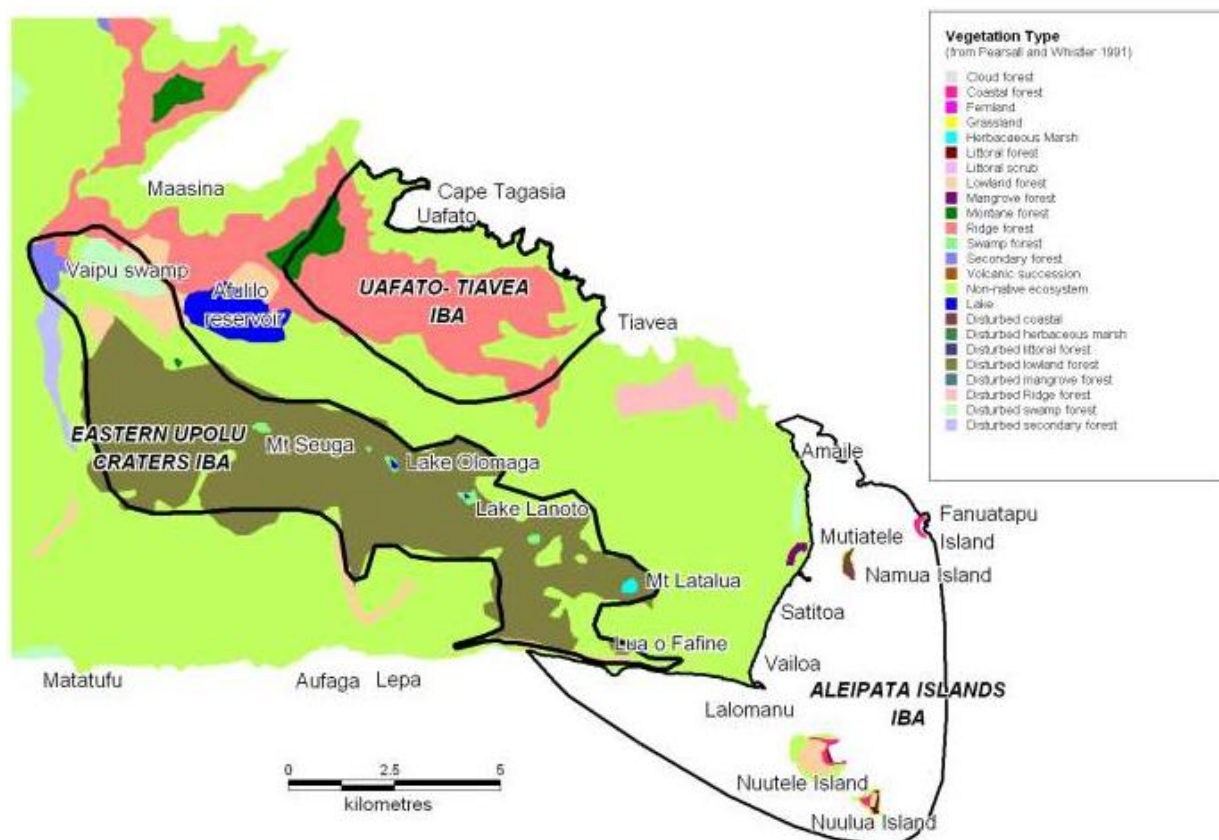 Vegetation Type
(from Pearsall and Whistler 1991)
Cloud forest
Coastal forest
Fernland
Grassland
Herbaceous Marsh
Littoral forest
Littoral scrub
Lowland forest
Mangrove forest
Montane forest
Ridge forest
Swamp forest
Secondary forest
Volcanic succession
Non-native ecosystem
Lake
Disturbed coastal
Disturbed herbaceous marsh
Disturbed littoral forest
Disturbed lowland forest
Disturbed mangrove forest
Disturbed Ridge forest
Disturbed swamp forest
Disturbed secondary forest
Maasina
Cape Tagasia
Uafato
Vaipu swamp
Afulilo
reservoir
UAFATO- TIAVEA
IBA
Tiavea
EASTERN UPOLU
CRATERS IBA
Mt Seuga
Lake Olomaga
Lake Lanoto
Amaile
Fanuatapu
Island
Mutiatele
Namua Island
Mt Latalua
Satitoa
Lua o Fafine
Vailoa
Matatufu
Aufaga
Lepa
Lalomanu
ALEIPATA ISLANDS
IBA
Nuutele Island
Nuulua Island
0
2.5
5
kilometres